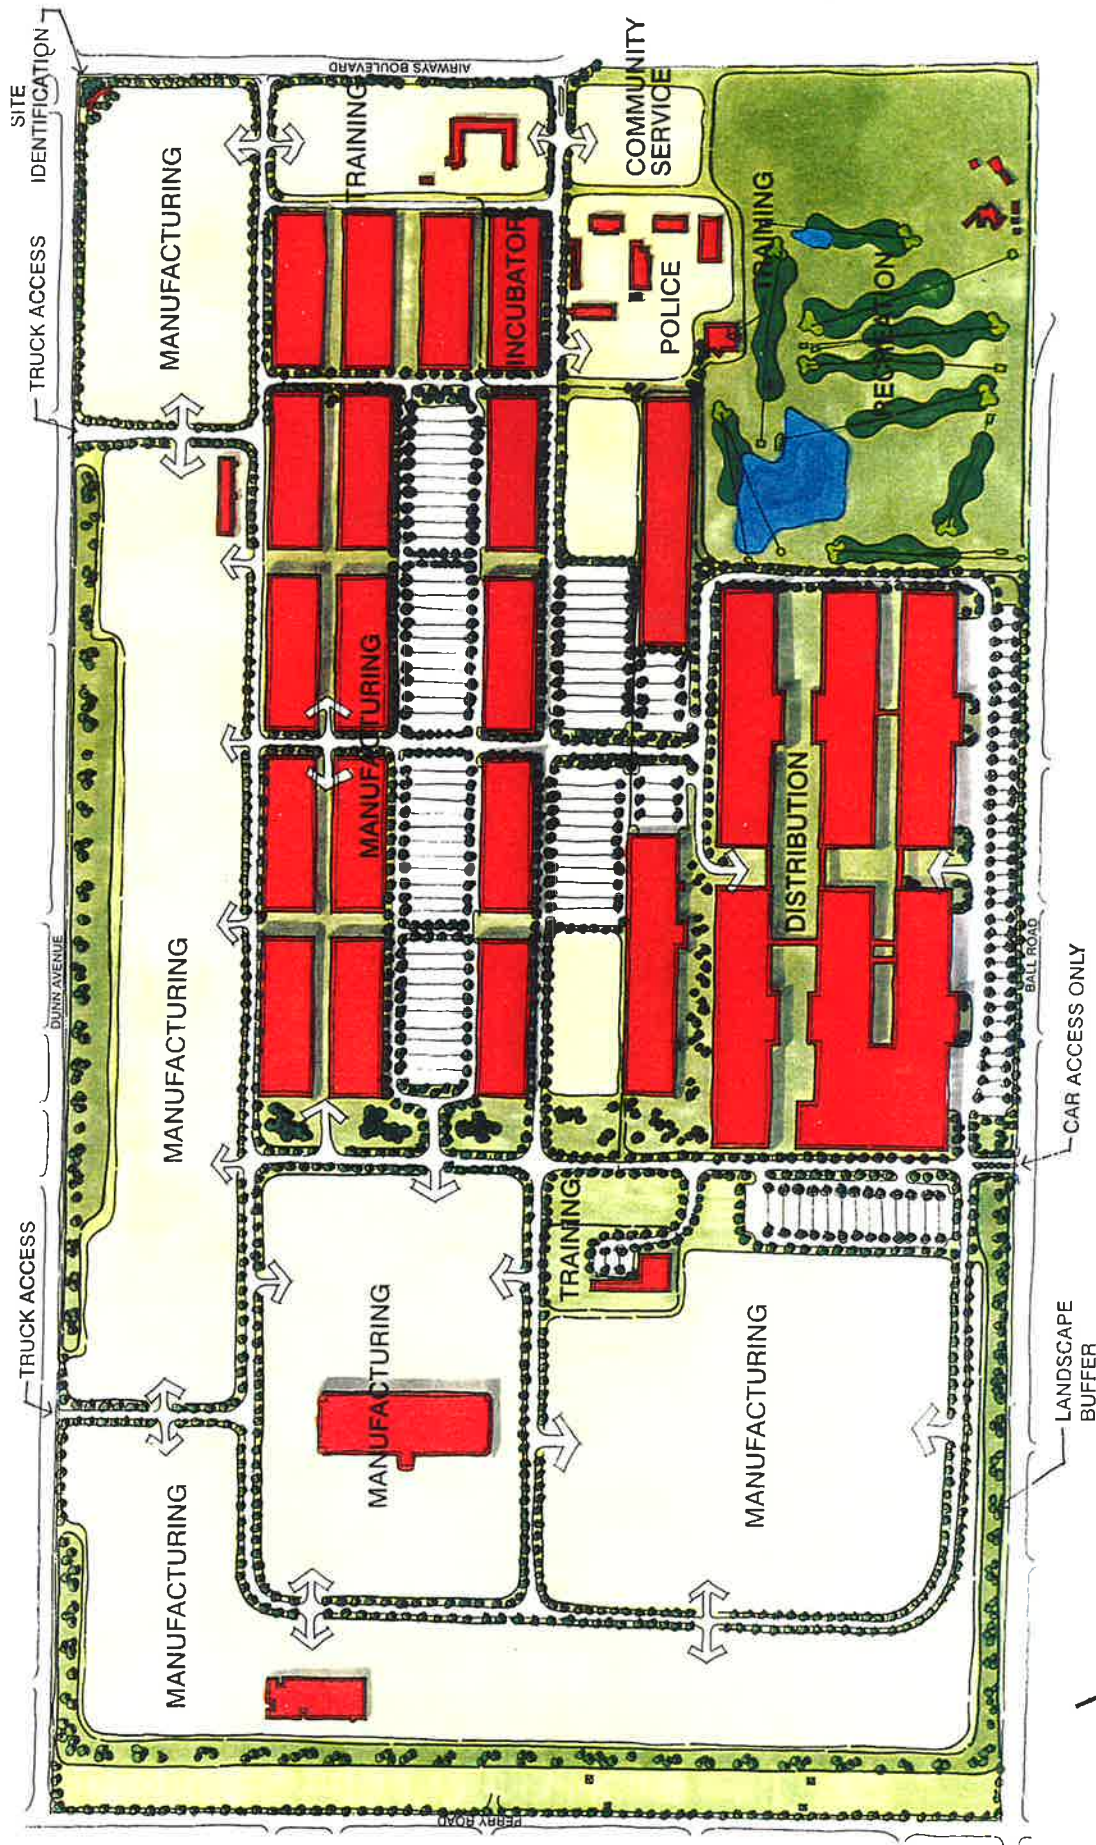 SITE
IDENTIFICATION
TRUCK ACCESS
TRUCK ACCESS
DUNN AVENUE
AIRWAYS BOULEVARD
PERRY ROAD
BALL ROAD
MANUFACTURING
MANUFACTURING
MANUFACTURING
MANUFACTURING
MANUFACTURING
MANUFACTURING
TRAINING
INCUBATOR
COMMUNITY
SERVICE
POLICE
TRAINING
RECREATION
DISTRIBUTION
TRAINING
CAR ACCESS ONLY
LANDSCAPE
BUFFER